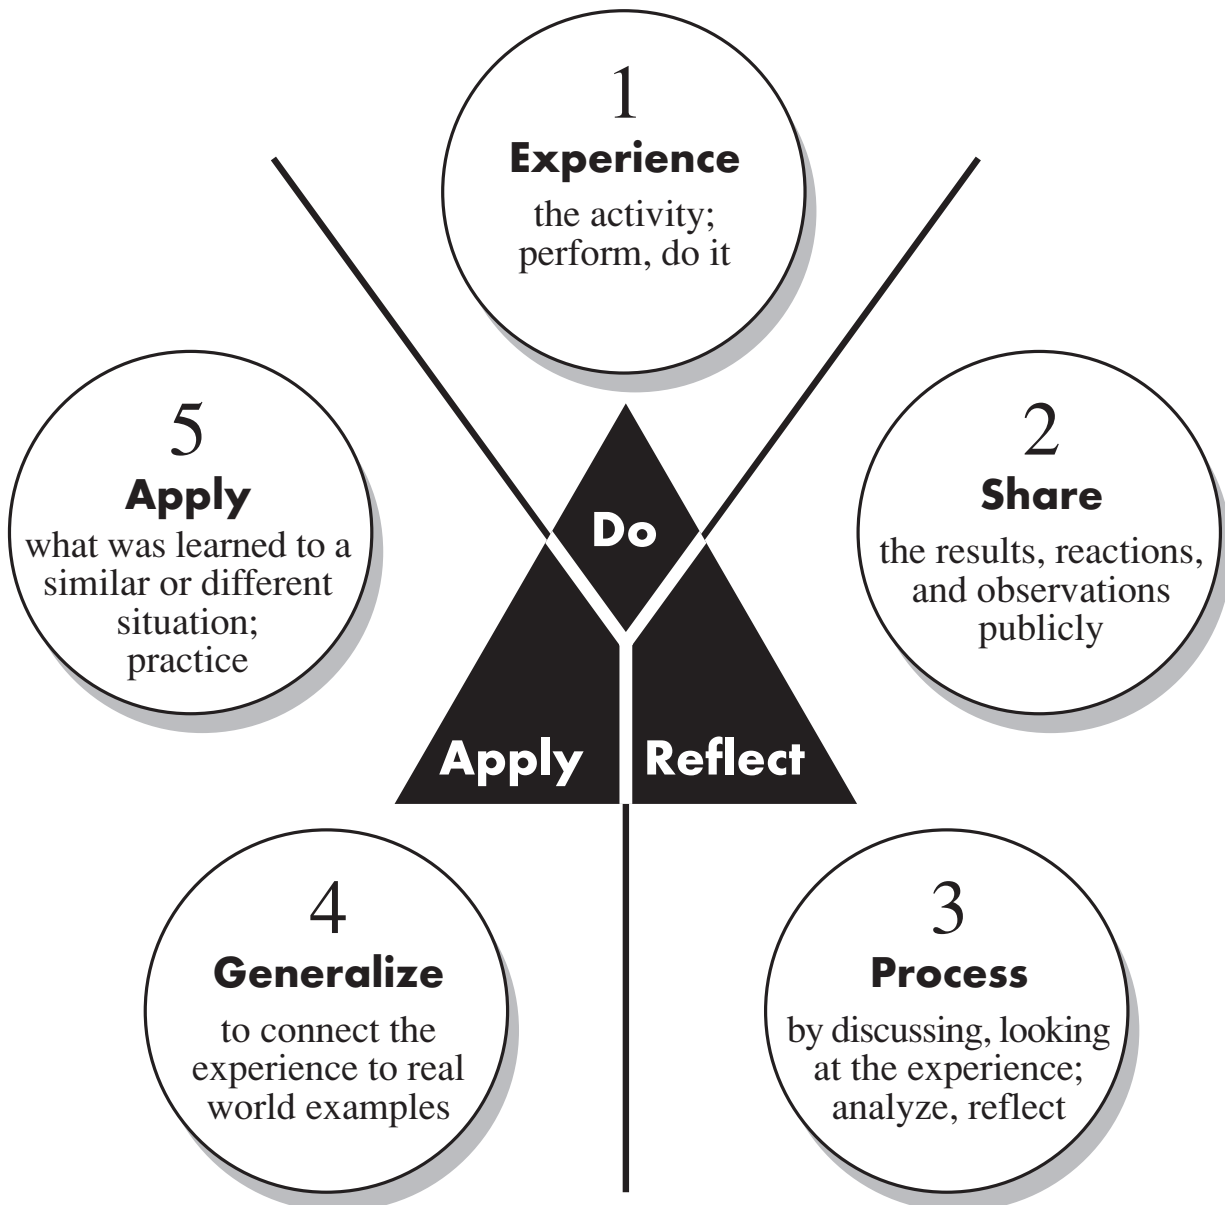 1
Experience
the activity;
perform, do it
2
Share
the results, reactions,
and observations
publicly
3
Process
by discussing, looking
at the experience;
analyze, reflect
4
Generalize
to connect the
experience to real
world examples
5
Apply
what was learned to a
similar or different
situation;
practice
Do
Apply
Reflect